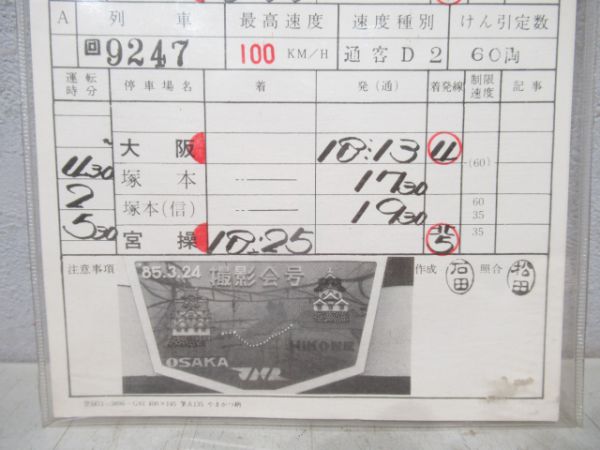 A 列車 最高速度 速度種別 けん引定数
回9247 100 KM/H 通客D2 60両
運転時分 停車場名 着 発(通) 着発線 制限速度 記事
大阪 18:13 11 (60)
4 30 塚本 17 30
2 塚本(信) 19 30 60 35
5 30 宮操 18:25 35
注意事項 作成 石田 照合 松田
85.3.24 撮影会号
OSAKA